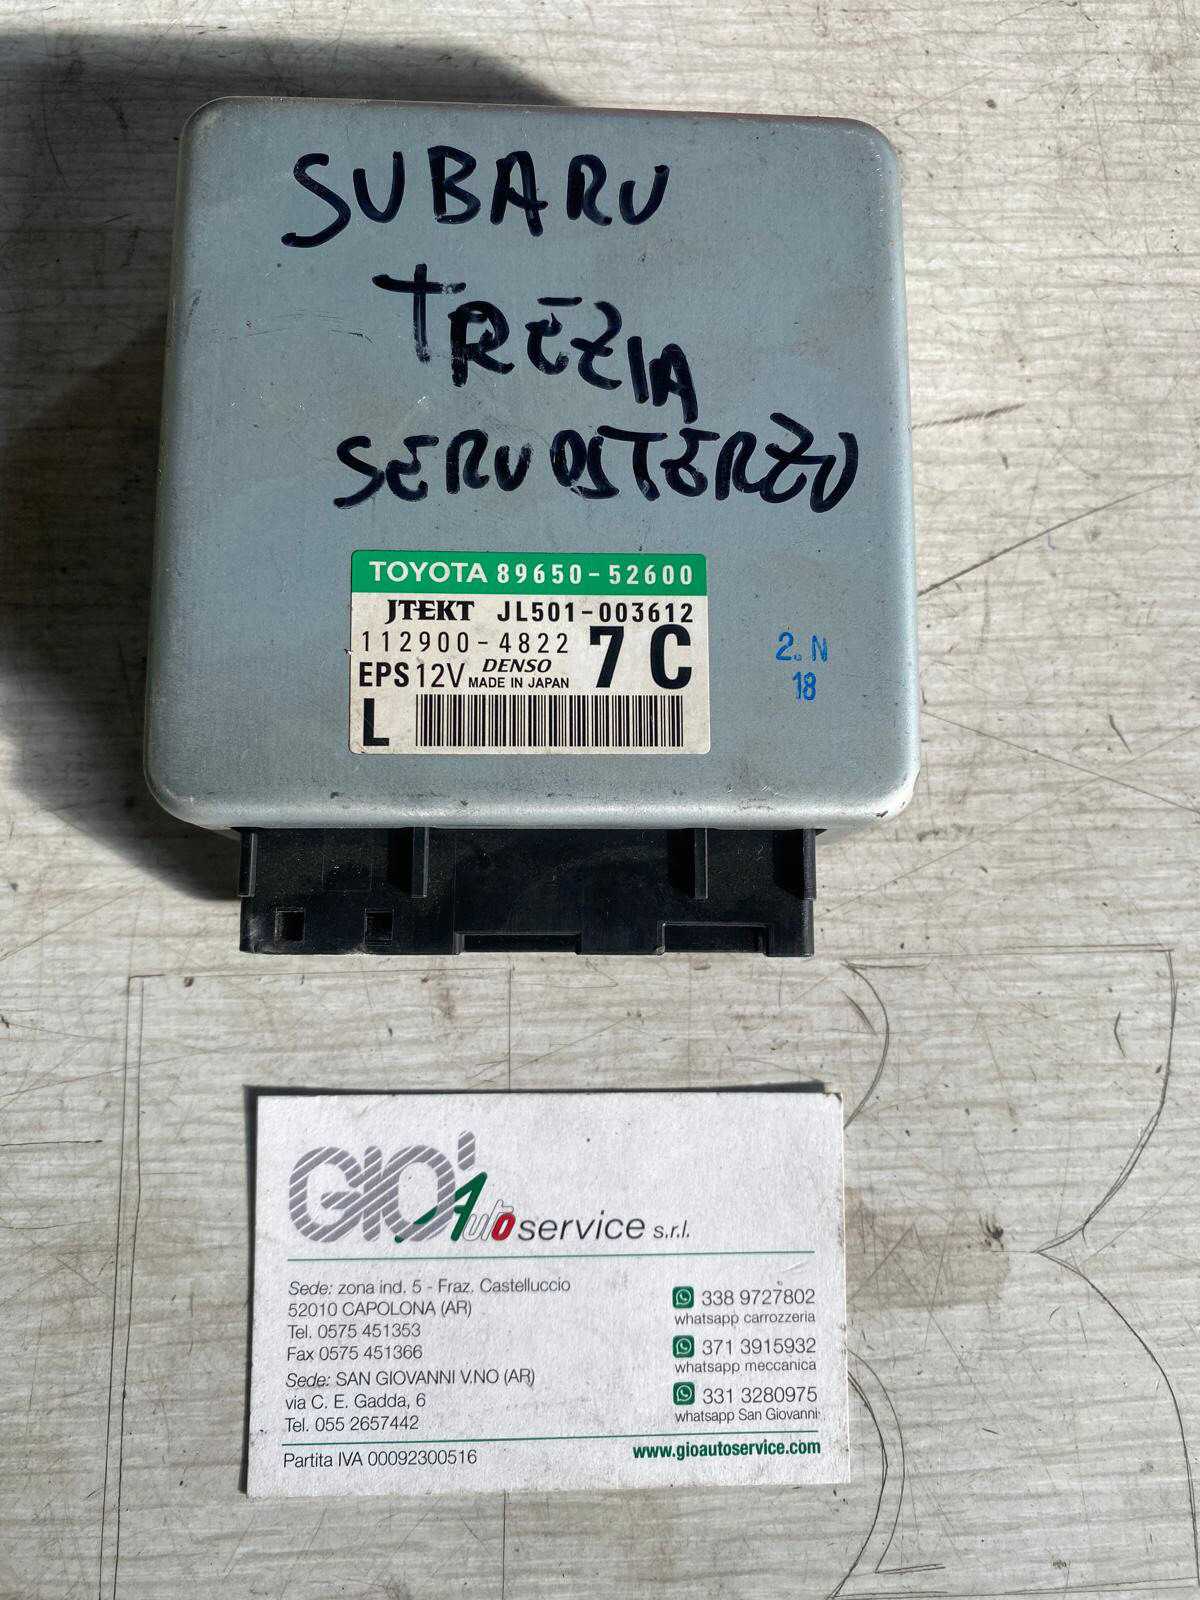 SUBARU
TREZIA
SERVOSTERZO
TOYOTA 89650-52600
JTEKT JL501-003612
112900-4822 7C
EPS 12V DENSO MADE IN JAPAN
L
2.N
18
GIO' Auto service s.r.l.
Sede: zona ind. 5 - Fraz. Castelluccio
52010 CAPOLONA (AR)
Tel. 0575 451353
Fax 0575 451366
Sede: SAN GIOVANNI V.NO (AR)
via C. E. Gadda, 6
Tel. 055 2657442
338 9727802
whatsapp carrozzeria
371 3915932
whatsapp meccanica
331 3280975
whatsapp San Giovanni
Partita IVA 00092300516
www.gioautoservice.com